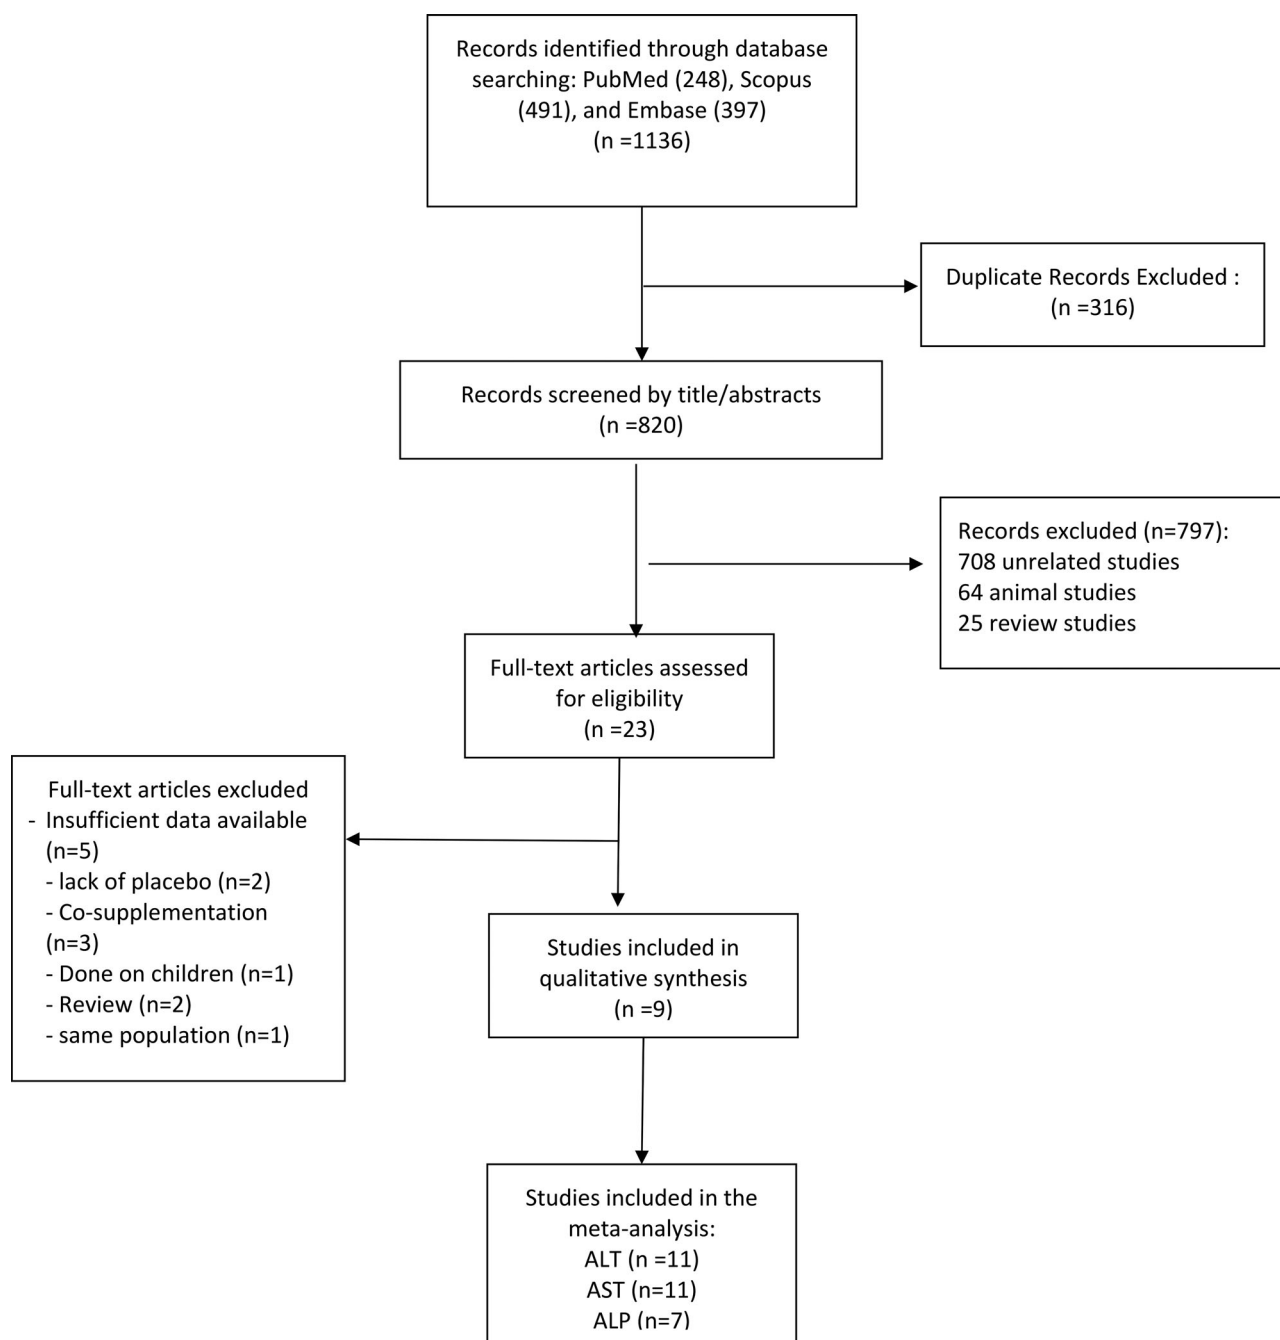 Records identified through database
searching: PubMed (248), Scopus
(491), and Embase (397)
(n =1136)
Duplicate Records Excluded :
(n =316)
Records screened by title/abstracts
(n =820)
Records excluded (n=797):
708 unrelated studies
64 animal studies
25 review studies
Full-text articles assessed
for eligibility
(n =23)
Full-text articles excluded
- Insufficient data available
(n=5)
- lack of placebo (n=2)
- Co-supplementation
(n=3)
- Done on children (n=1)
- Review (n=2)
- same population (n=1)
Studies included in
qualitative synthesis
(n =9)
Studies included in the
meta-analysis:
ALT (n =11)
AST (n=11)
ALP (n=7)